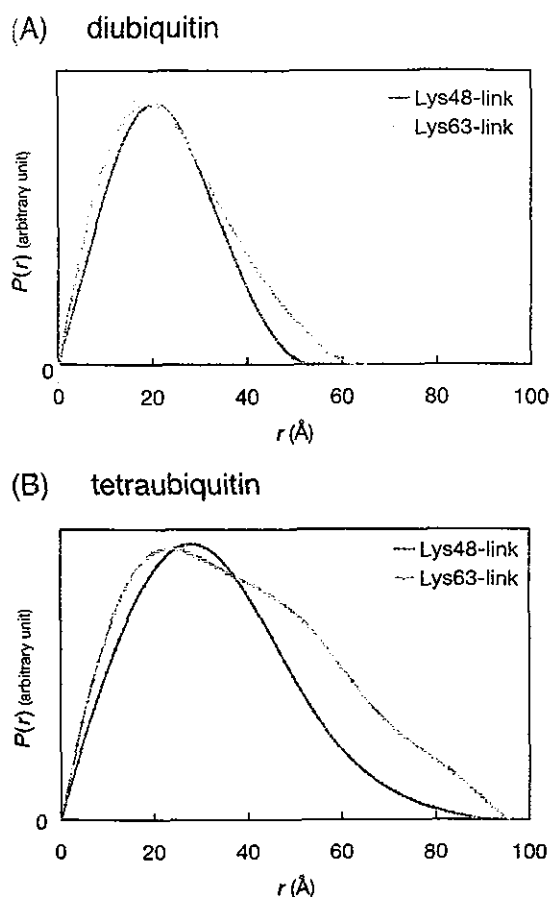 (A) diubiquitin
Lys48-link
Lys63-link
P(r) (arbitrary unit)
0
0 20 40 60 80 100
r (Å)
(B) tetraubiquitin
Lys48-link
Lys63-link
P(r) (arbitrary unit)
0
0 20 40 60 80 100
r (Å)